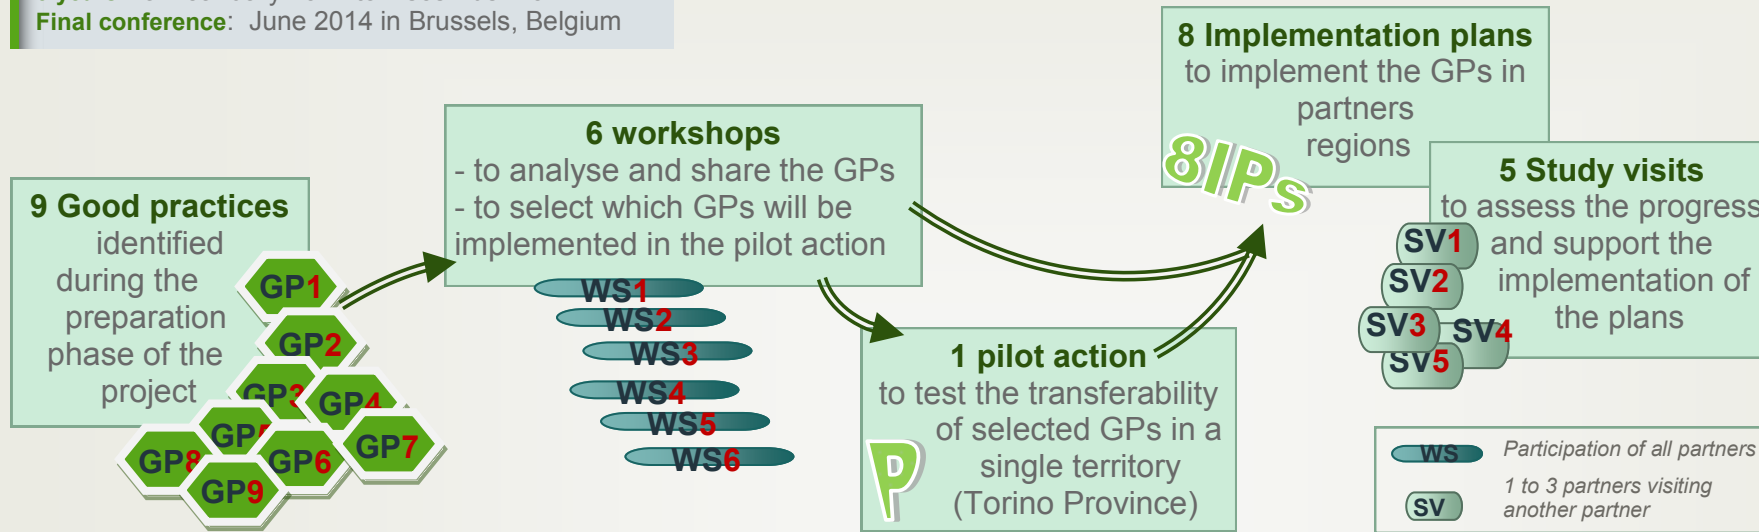 Final conference: June 2014 in Brussels, Belgium
9 Good practices
identified
during the
preparation
phase of the
project
GP1
GP2
GP3
GP4
GP5
GP6
GP7
GP8
GP9
6 workshops
- to analyse and share the GPs
- to select which GPs will be
implemented in the pilot action
WS1
WS2
WS3
WS4
WS5
WS6
1 pilot action
to test the transferability
of selected GPs in a
single territory
(Torino Province)
P
8 Implementation plans
to implement the GPs in
partners
regions
8IPs
5 Study visits
to assess the progress
and support the
implementation of
the plans
SV1
SV2
SV3
SV4
SV5
WS Participation of all partners
SV 1 to 3 partners visiting
another partner